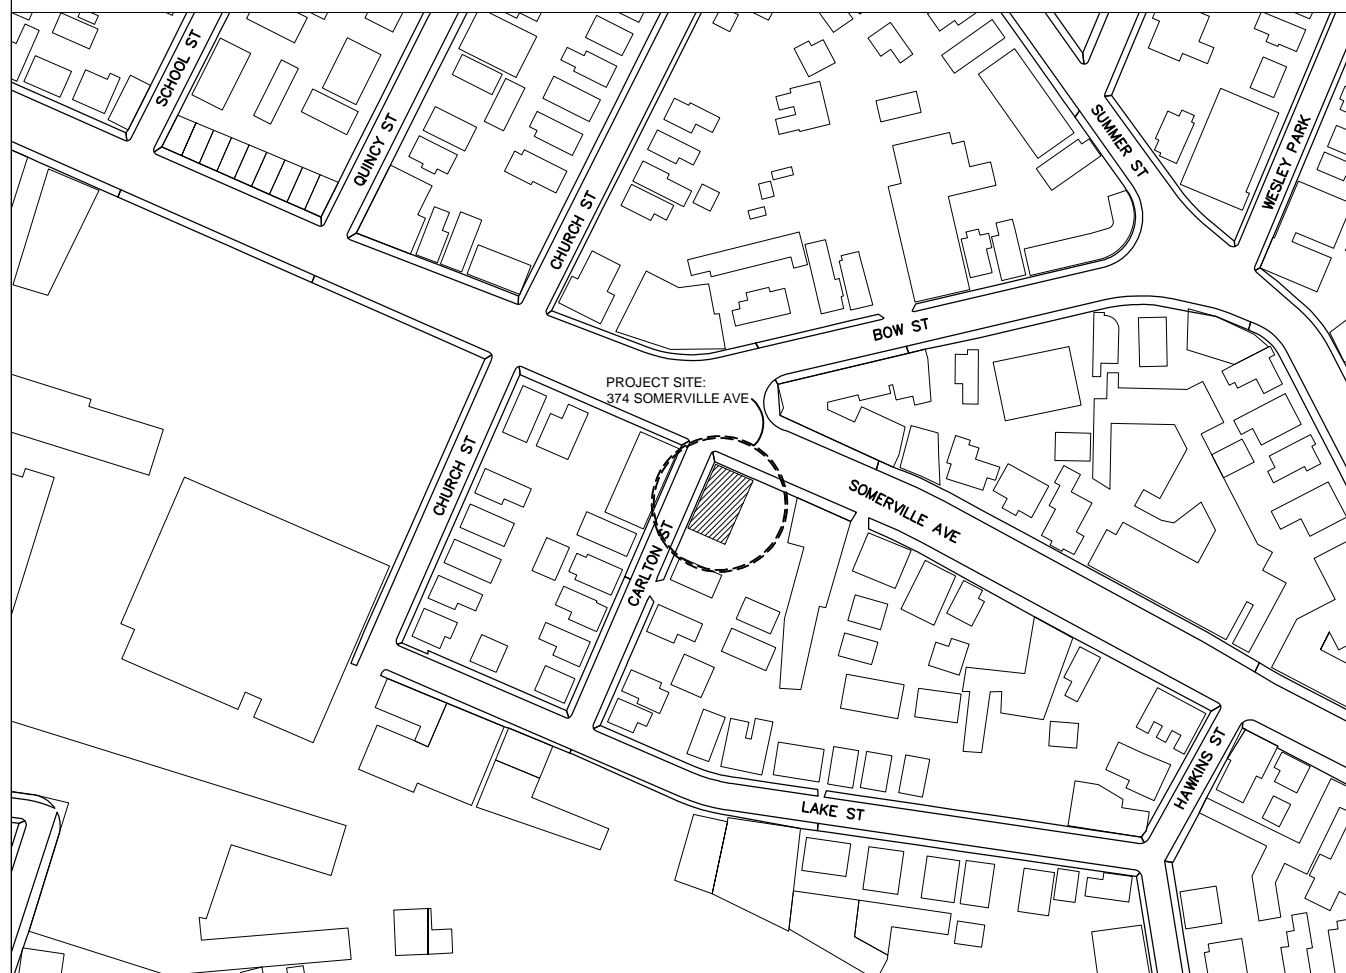 SCHOOL ST
QUINCY ST
CHURCH ST
SUMMER ST
WESLEY PARK
BOW ST
PROJECT SITE:
374 SOMERVILLE AVE
CHURCH ST
SOMERVILLE AVE
CARLTON ST
HAWKINS ST
LAKE ST